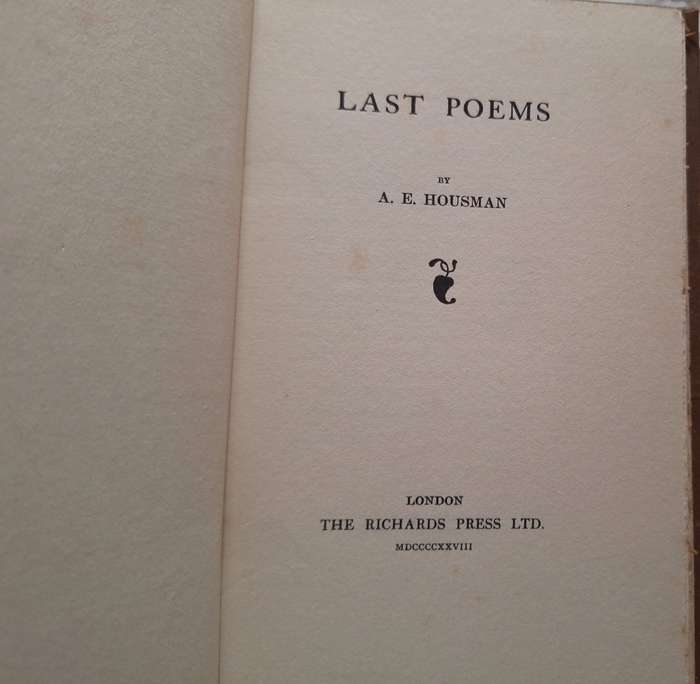 LAST POEMS
BY
A. E. HOUSMAN
LONDON
THE RICHARDS PRESS LTD.
MDCCCCXXVIII